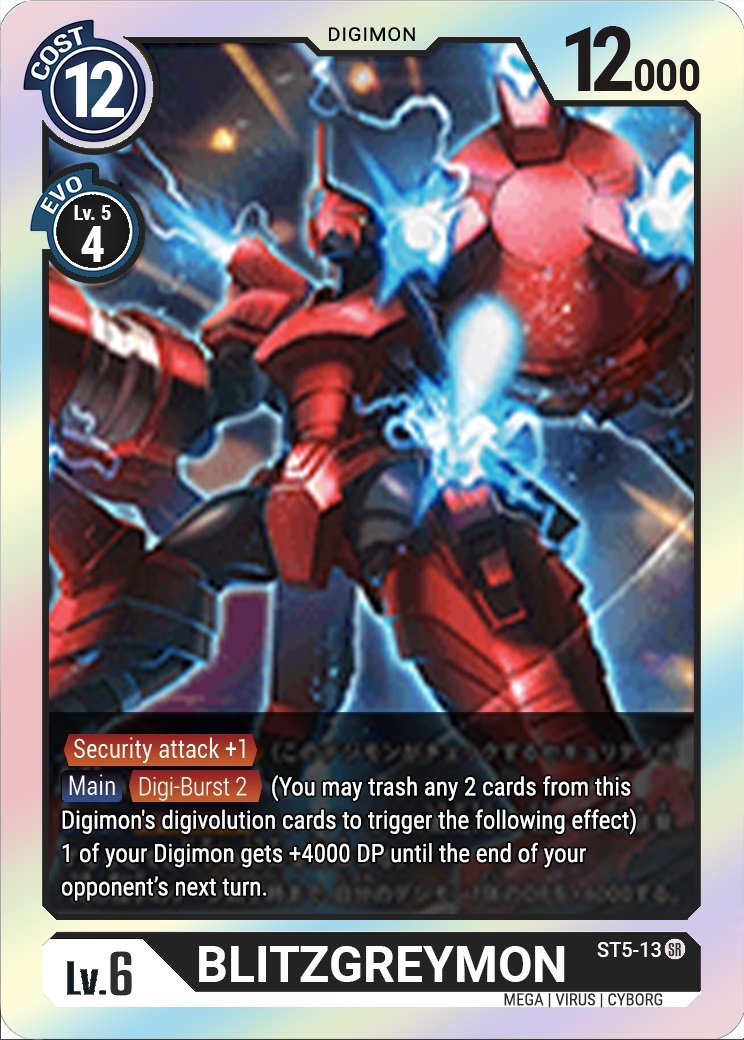 DIGIMON
COST
12
12000
EVO
Lv. 5
4
Security attack +1
Main Digi-Burst 2 (You may trash any 2 cards from this
Digimon's digivolution cards to trigger the following effect)
1 of your Digimon gets +4000 DP until the end of your
opponent’s next turn.
Lv.6
BLITZGREYMON
ST5-13 SR
MEGA | VIRUS | CYBORG